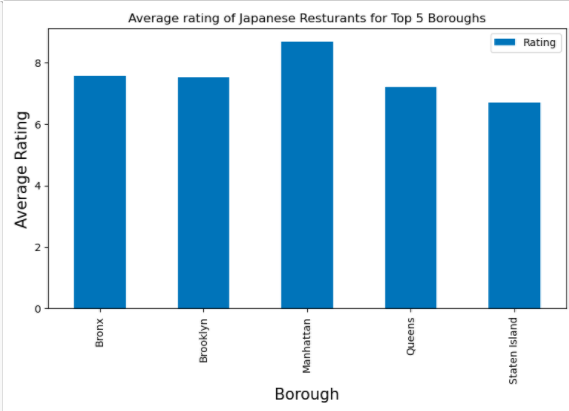 Average rating of Japanese Resturants for Top 5 Boroughs
Rating
Average Rating
8
6
4
2
0
Bronx
Brooklyn
Manhattan
Queens
Staten Island
Borough